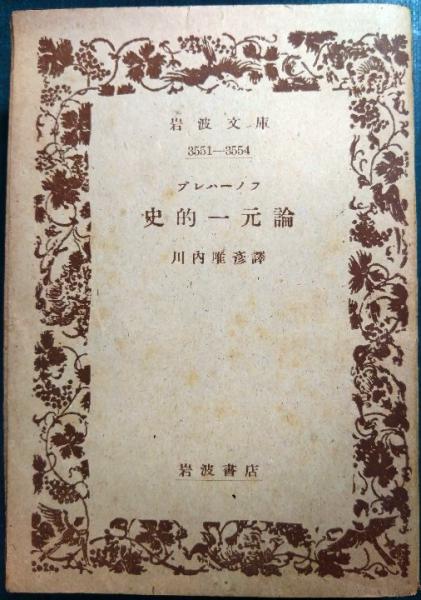 岩波文庫
3551—3554
プレハーノフ
史的一元論
川内唯彦譯
岩波書店